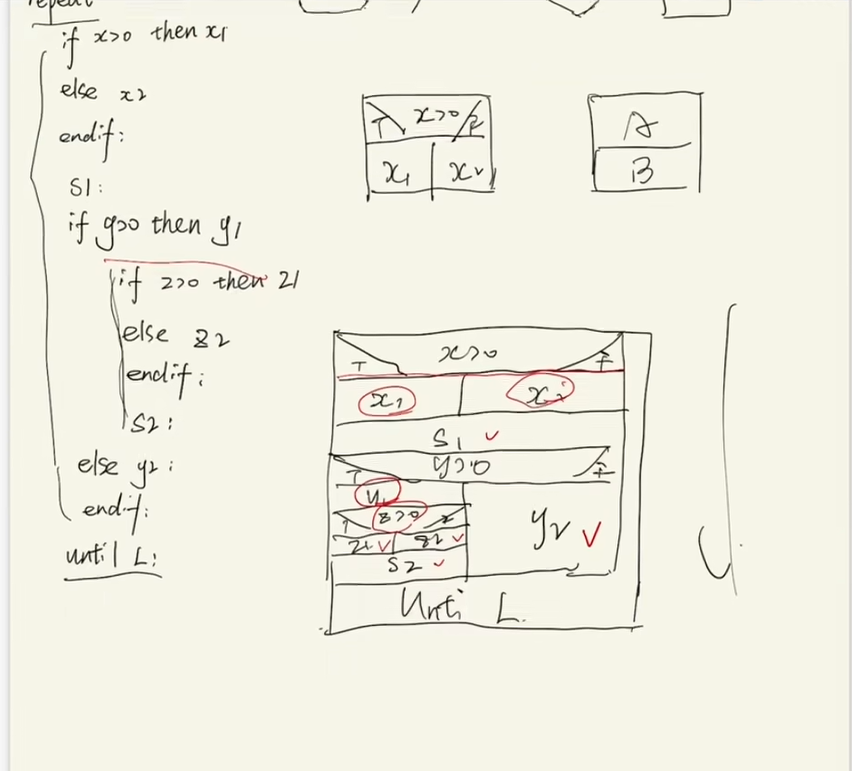 repeat
if x>0 then x1
else x2
endif:
S1:
if y>0 then y1
if z>0 then z1
else z2
endif:
S2:
else y2:
endif:
until L:
T x>0 F
x1 x2
A
B
T x>0 F
x1 x2
S1
T y>0 F
y1
T z>0
z1 z2
S2
y2
Unti L.